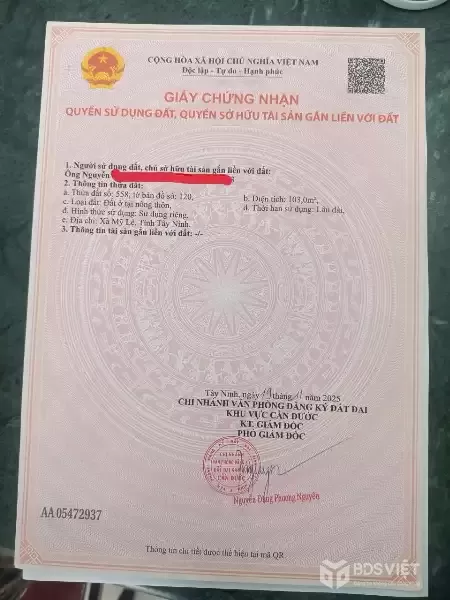 CỘNG HÒA XÃ HỘI CHỦ NGHĨA VIỆT NAM
Độc lập - Tự do - Hạnh phúc
GIẤY CHỨNG NHẬN
QUYỀN SỬ DỤNG ĐẤT, QUYỀN SỞ HỮU TÀI SẢN GẮN LIỀN VỚI ĐẤT
1. Người sử dụng đất, chủ sở hữu tài sản gắn liền với đất:
Ông Nguyễn
2. Thông tin thửa đất:
a. Thửa đất số: 558, tờ bản đồ số: 120, b. Diện tích: 103,0m²,
c. Loại đất: Đất ở tại nông thôn, d. Thời hạn sử dụng: Lâu dài,
đ. Hình thức sử dụng: Sử dụng riêng,
e. Địa chỉ: Xã Mỹ Lệ, Tỉnh Tây Ninh.
3. Thông tin tài sản gắn liền với đất: -/-
Tây Ninh, ngày 19 tháng 11 năm 2025
CHI NHÁNH VĂN PHÒNG ĐĂNG KÝ ĐẤT ĐAI
KHU VỰC CẦN ĐƯỚC
KT. GIÁM ĐỐC
PHÓ GIÁM ĐỐC
CẦN ĐƯỚC
Nguyễn Đặng Phương Nguyên
AA 05472937
Thông tin chi tiết được thể hiện tại mã QR
BDSVIỆT